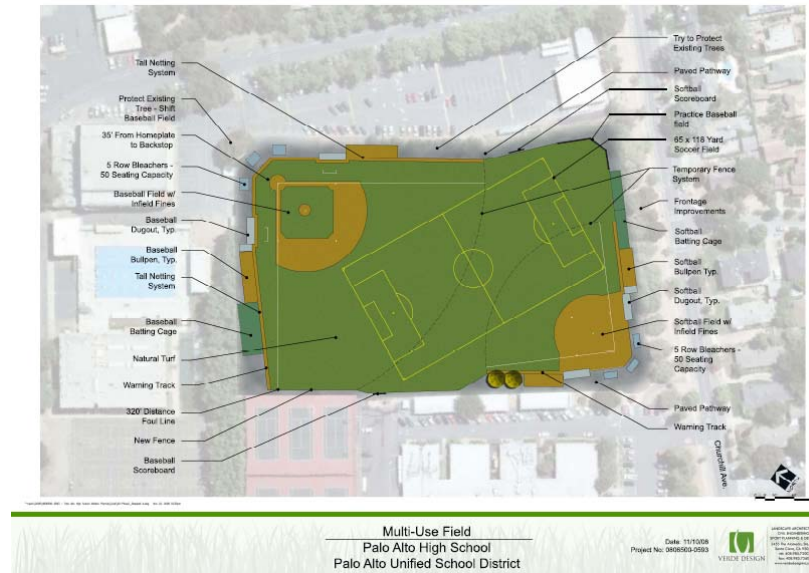 Tall Netting
System
Protect Existing
Tree - Shift
Baseball Field
35' From Homeplate
to Backstop
5 Row Bleachers -
50 Seating Capacity
Baseball Field w/
Infield Fines
Baseball
Dugout, Typ.
Baseball
Bullpen, Typ.
Tall Netting
System
Baseball
Batting Cage
Natural Turf
Warning Track
320' Distance
Foul Line
New Fence
Baseball
Scoreboard
Try to Protect
Existing Trees
Paved Pathway
Softball
Scoreboard
Practice Baseball
field
65 x 118 Yard
Soccer Field
Temporary Fence
System
Frontage
Improvements
Softball
Batting Cage
Softball
Bullpen Typ.
Softball
Dugout, Typ.
Softball Field w/
Infield Fines
5 Row Bleachers -
50 Seating
Capacity
Paved Pathway
Warning Track
Churchill Ave.
Multi-Use Field
Palo Alto High School
Palo Alto Unified School District
Date: 11/10/08
Project No: 0808500-0593
VERDE DESIGN